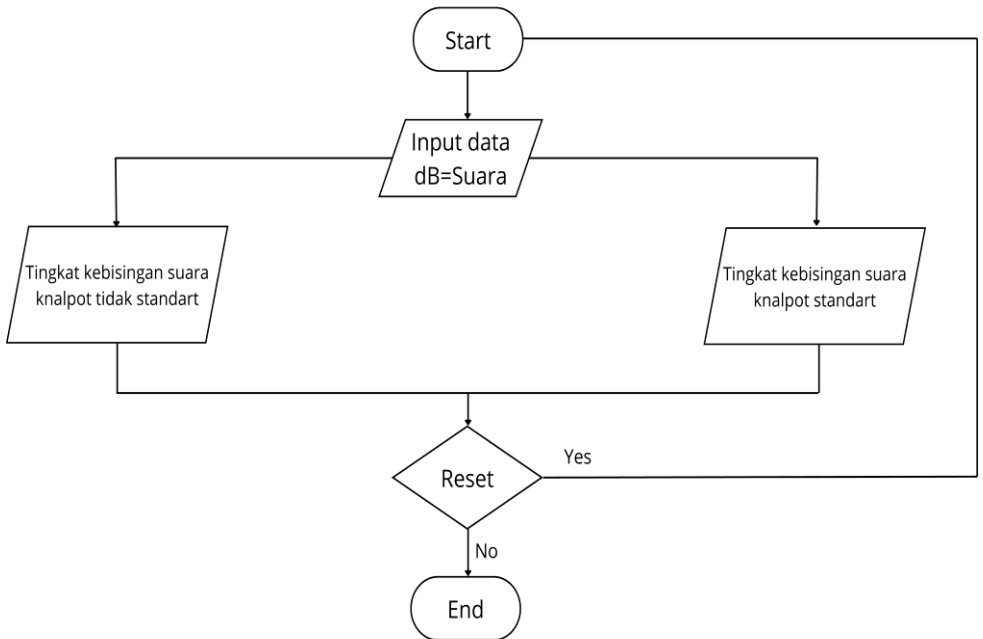 Start
Input data
dB=Suara
Tingkat kebisingan suara
knalpot tidak standart
Tingkat kebisingan suara
knalpot standart
Reset
Yes
No
End